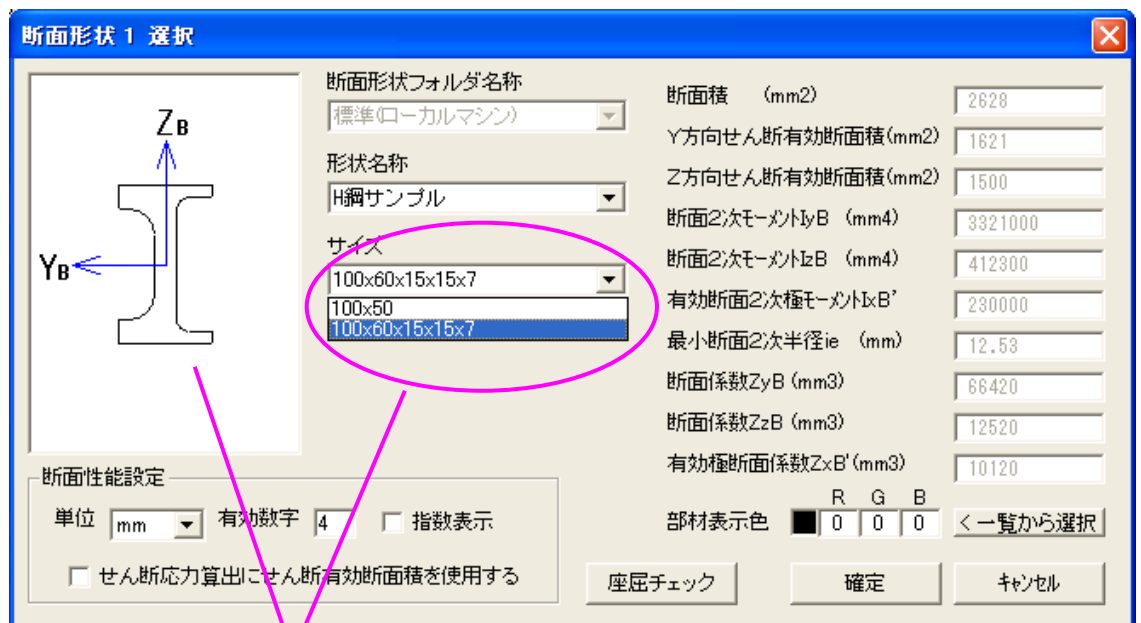 断面形状 1 選択
ZB
YB
断面形状フォルダ名称
標準(ローカルマシン)
形状名称
H鋼サンプル
サイズ
100x60x15x15x7
100x50
100x60x15x15x7
断面積 (mm2) 2628
Y方向せん断有効断面積(mm2) 1621
Z方向せん断有効断面積(mm2) 1500
断面2次モーメントIyB (mm4) 3321000
断面2次モーメントIzB (mm4) 412300
有効断面2次極モーメントIxB' 230000
最小断面2次半径ie (mm) 12.53
断面係数ZyB (mm3) 66420
断面係数ZzB (mm3) 12520
有効極断面係数ZxB'(mm3) 10120
断面性能設定
単位 mm 有効数字 4 指数表示
せん断応力算出にせん断有効断面積を使用する
R G B
部材表示色 0 0 0 <一覧から選択
座屈チェック 確定 キャンセル